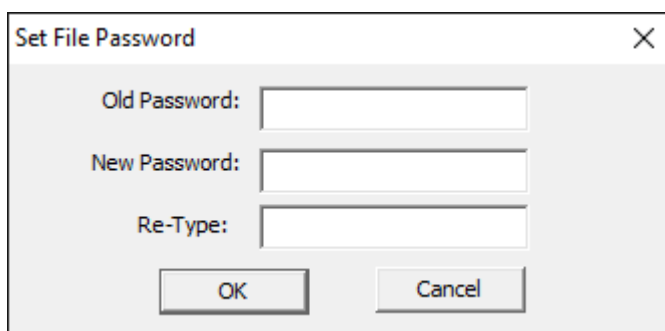 Set File Password
Old Password:
New Password:
Re-Type:
OK Cancel